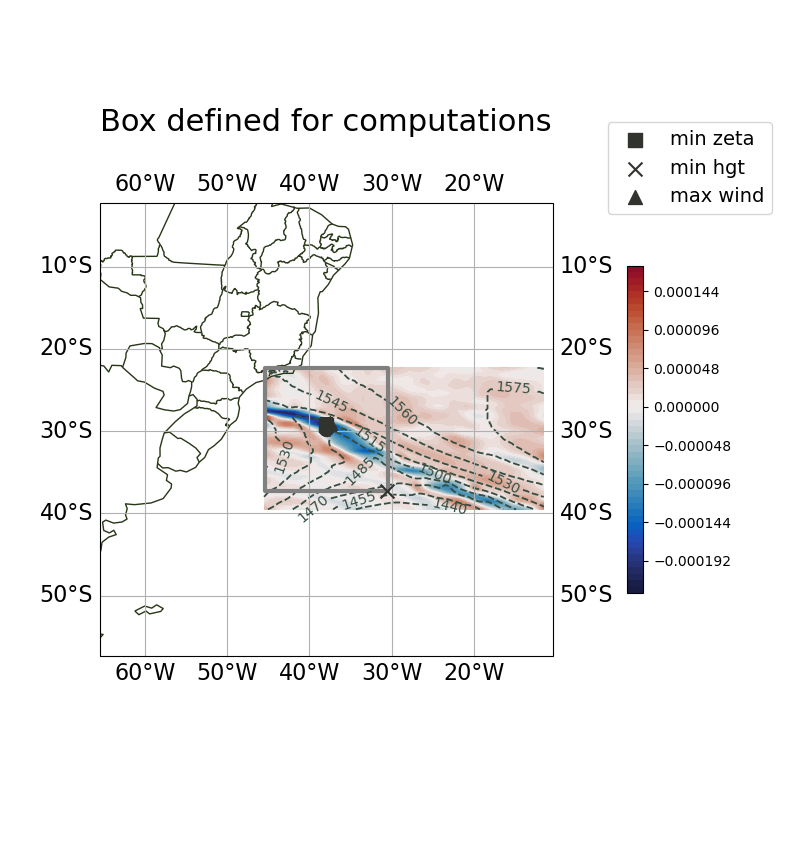 Box defined for computations
min zeta
min hgt
max wind
60°W 50°W 40°W 30°W 20°W
10°S 10°S
20°S 20°S
30°S 30°S
40°S 40°S
50°S 50°S
60°W 50°W 40°W 30°W 20°W
1575
1545
1560
1515
1530
1485
1500
1530
1470
1455
1440
0.000144
0.000096
0.000048
0.000000
−0.000048
−0.000096
−0.000144
−0.000192